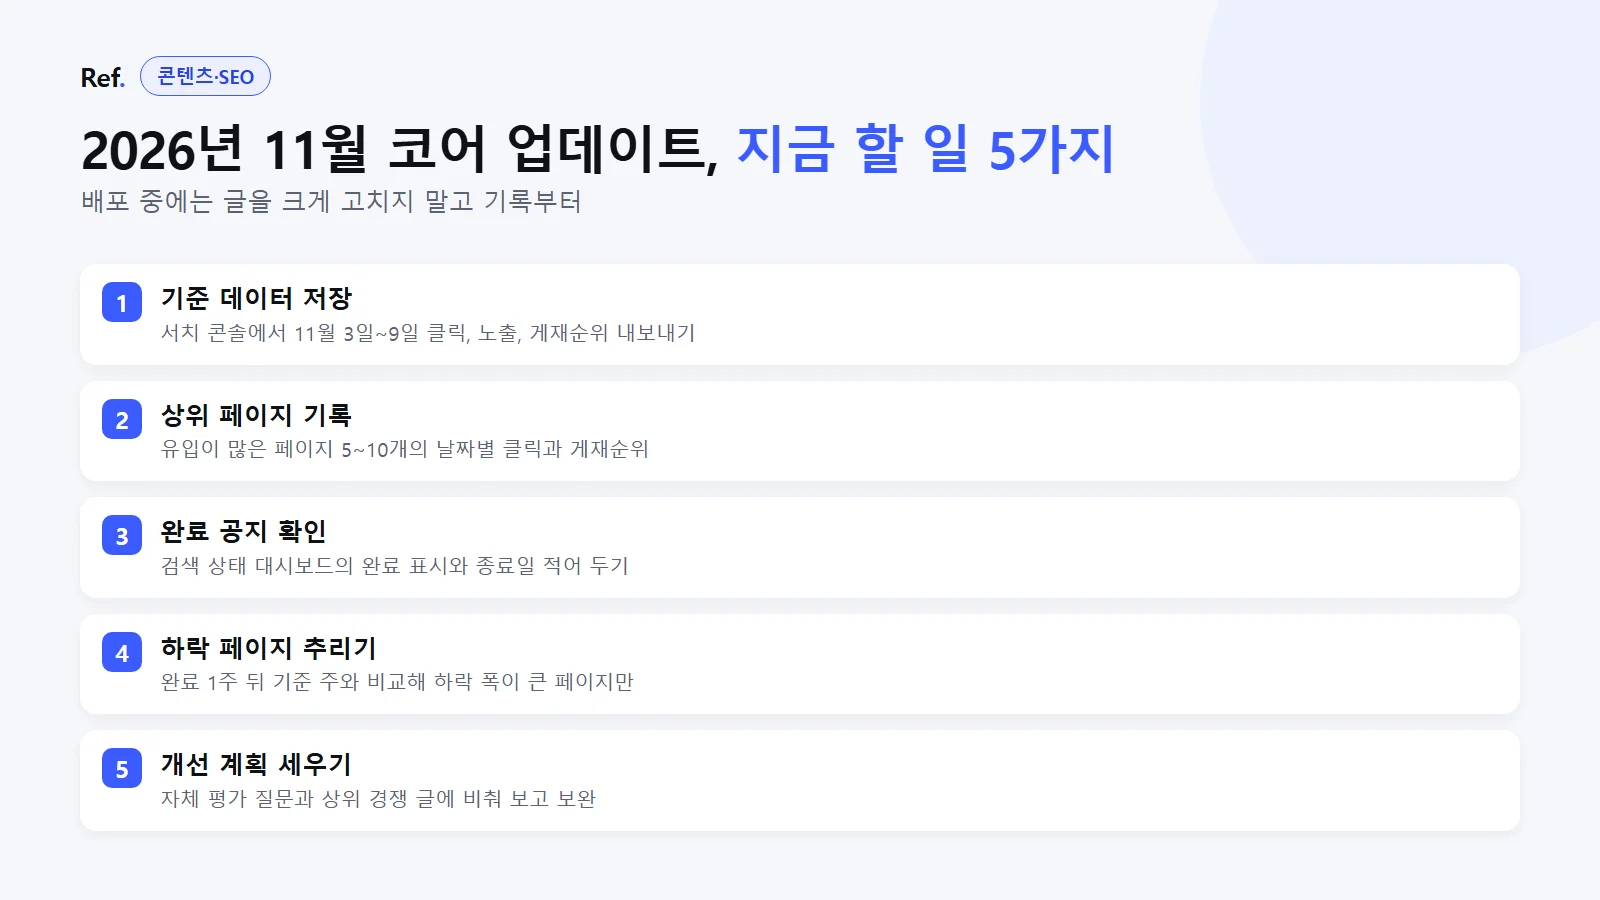 Ref.
콘텐츠·SEO
2026년 11월 코어 업데이트, 지금 할 일 5가지
배포 중에는 글을 크게 고치지 말고 기록부터
1
기준 데이터 저장
서치 콘솔에서 11월 3일~9일 클릭, 노출, 게재순위 내보내기
2
상위 페이지 기록
유입이 많은 페이지 5~10개의 날짜별 클릭과 게재순위
3
완료 공지 확인
검색 상태 대시보드의 완료 표시와 종료일 적어 두기
4
하락 페이지 추리기
완료 1주 뒤 기준 주와 비교해 하락 폭이 큰 페이지만
5
개선 계획 세우기
자체 평가 질문과 상위 경쟁 글에 비춰 보고 보완